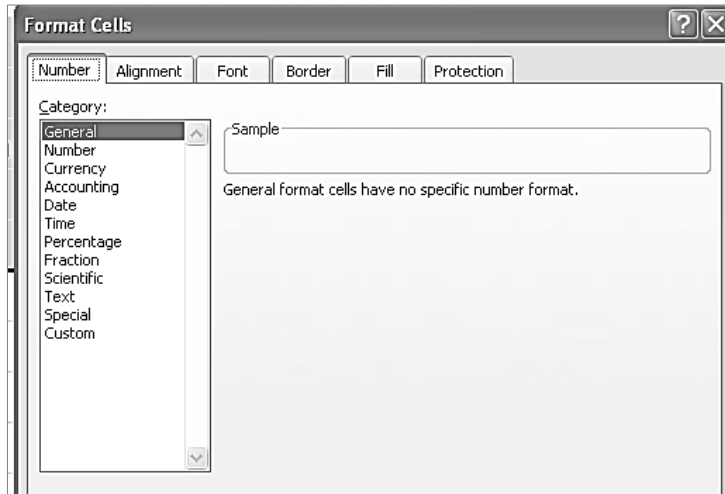 Format Cells
Number Alignment Font Border Fill Protection
Category:
General
Number
Currency
Accounting
Date
Time
Percentage
Fraction
Scientific
Text
Special
Custom
Sample
General format cells have no specific number format.